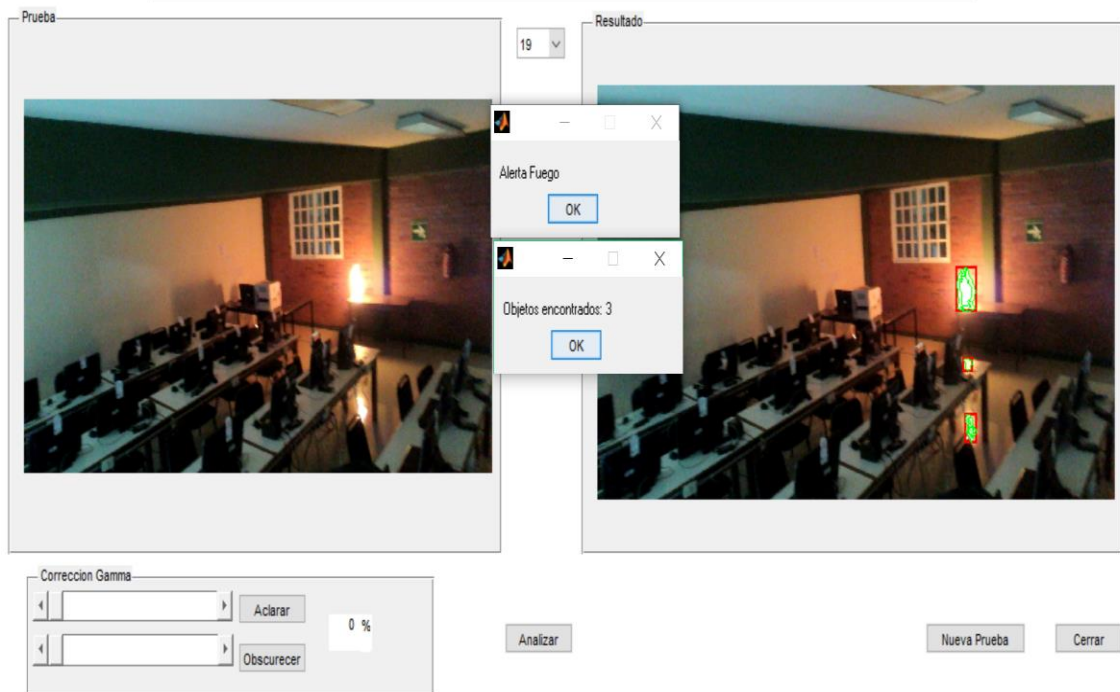 Prueba
19
Resultado
Alerta Fuego
OK
Objetos encontrados: 3
OK
Correccion Gamma
Aclarar
0 %
Obscurecer
Analizar
Nueva Prueba
Cerrar